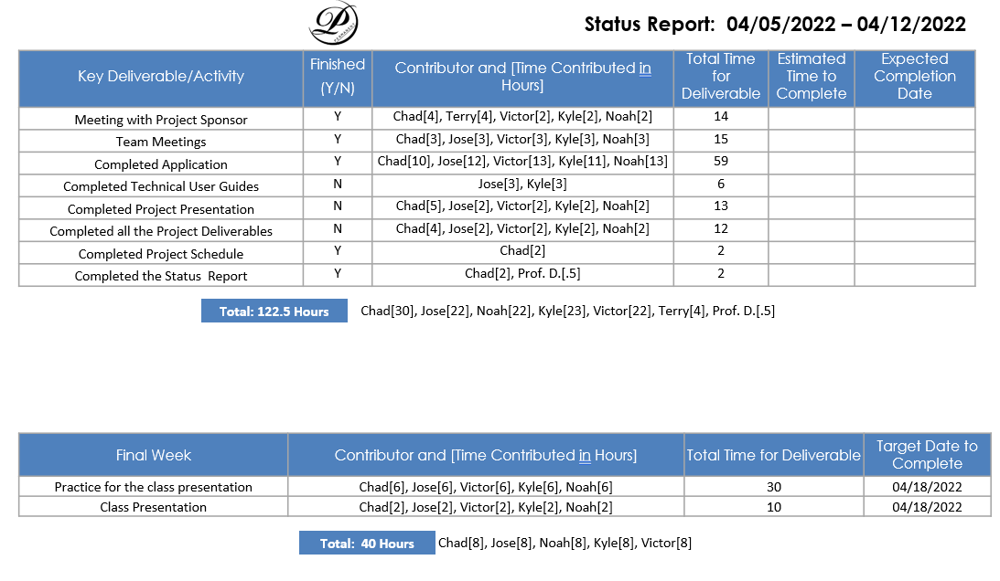 Status Report: 04/05/2022 – 04/12/2022
Key Deliverable/Activity Finished (Y/N) Contributor and [Time Contributed in Hours] Total Time for Deliverable Estimated Time to Complete Expected Completion Date
Meeting with Project Sponsor Y Chad[4], Terry[4], Victor[2], Kyle[2], Noah[2] 14
Team Meetings Y Chad[3], Jose[3], Victor[3], Kyle[3], Noah[3] 15
Completed Application Y Chad[10], Jose[12], Victor[13], Kyle[11], Noah[13] 59
Completed Technical User Guides N Jose[3], Kyle[3] 6
Completed Project Presentation N Chad[5], Jose[2], Victor[2], Kyle[2], Noah[2] 13
Completed all the Project Deliverables N Chad[4], Jose[2], Victor[2], Kyle[2], Noah[2] 12
Completed Project Schedule Y Chad[2] 2
Completed the Status Report Y Chad[2], Prof. D.[.5] 2
Total: 122.5 Hours Chad[30], Jose[22], Noah[22], Kyle[23], Victor[22], Terry[4], Prof. D.[.5]
Final Week Contributor and [Time Contributed in Hours] Total Time for Deliverable Target Date to Complete
Practice for the class presentation Chad[6], Jose[6], Victor[6], Kyle[6], Noah[6] 30 04/18/2022
Class Presentation Chad[2], Jose[2], Victor[2], Kyle[2], Noah[2] 10 04/18/2022
Total: 40 Hours Chad[8], Jose[8], Noah[8], Kyle[8], Victor[8]